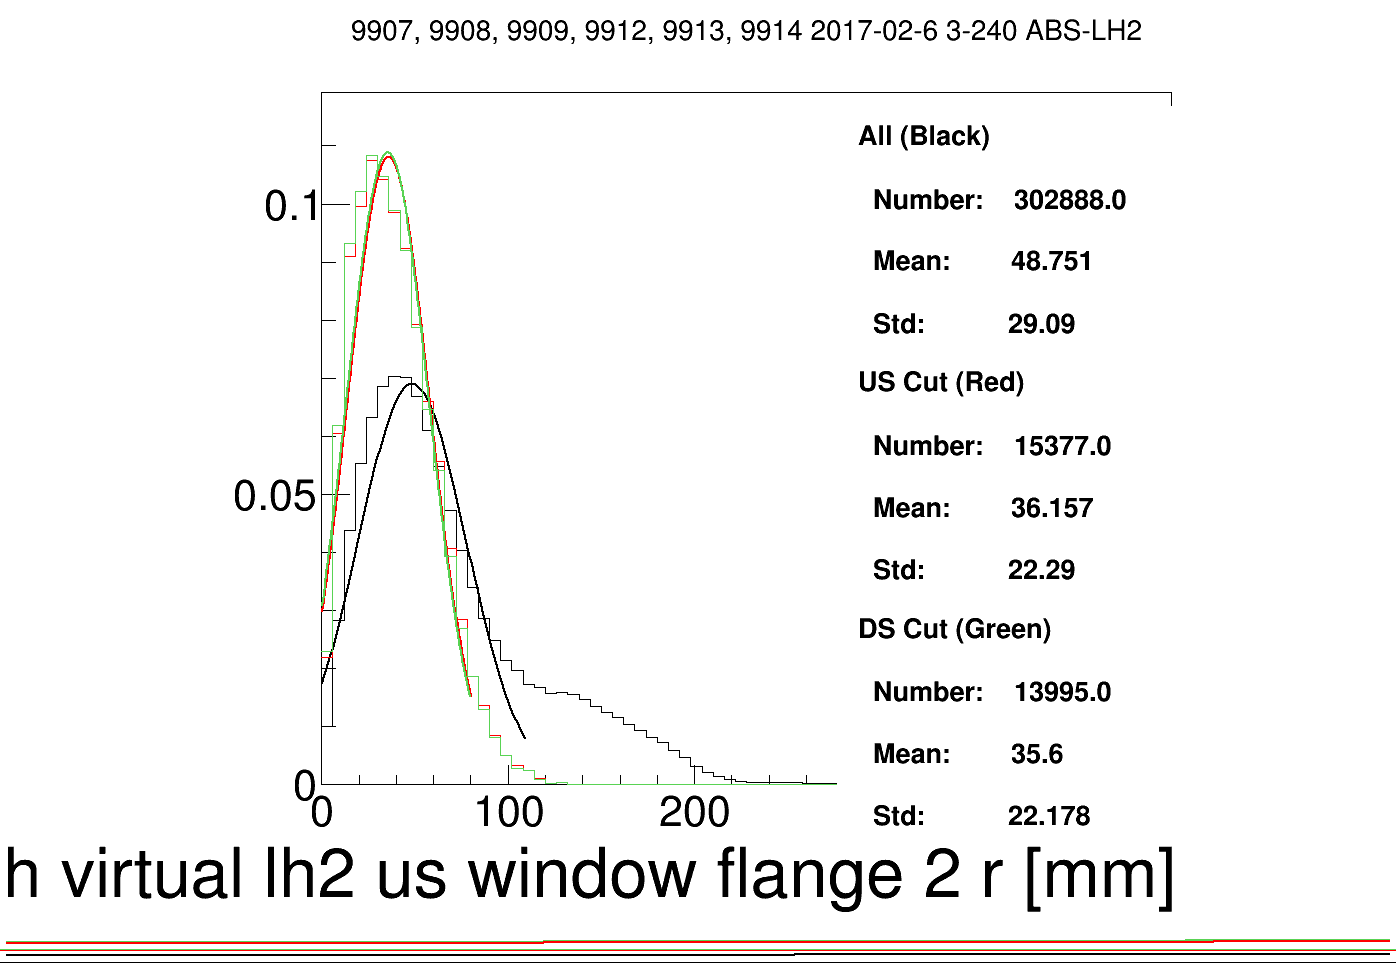 9907, 9908, 9909, 9912, 9913, 9914 2017-02-6 3-240 ABS-LH2
All (Black)
Number: 302888.0
Mean: 48.751
Std: 29.09
US Cut (Red)
Number: 15377.0
Mean: 36.157
Std: 22.29
DS Cut (Green)
Number: 13995.0
Mean: 35.6
Std: 22.178
0.1
0.05
0
0 100 200
h virtual lh2 us window flange 2 r [mm]